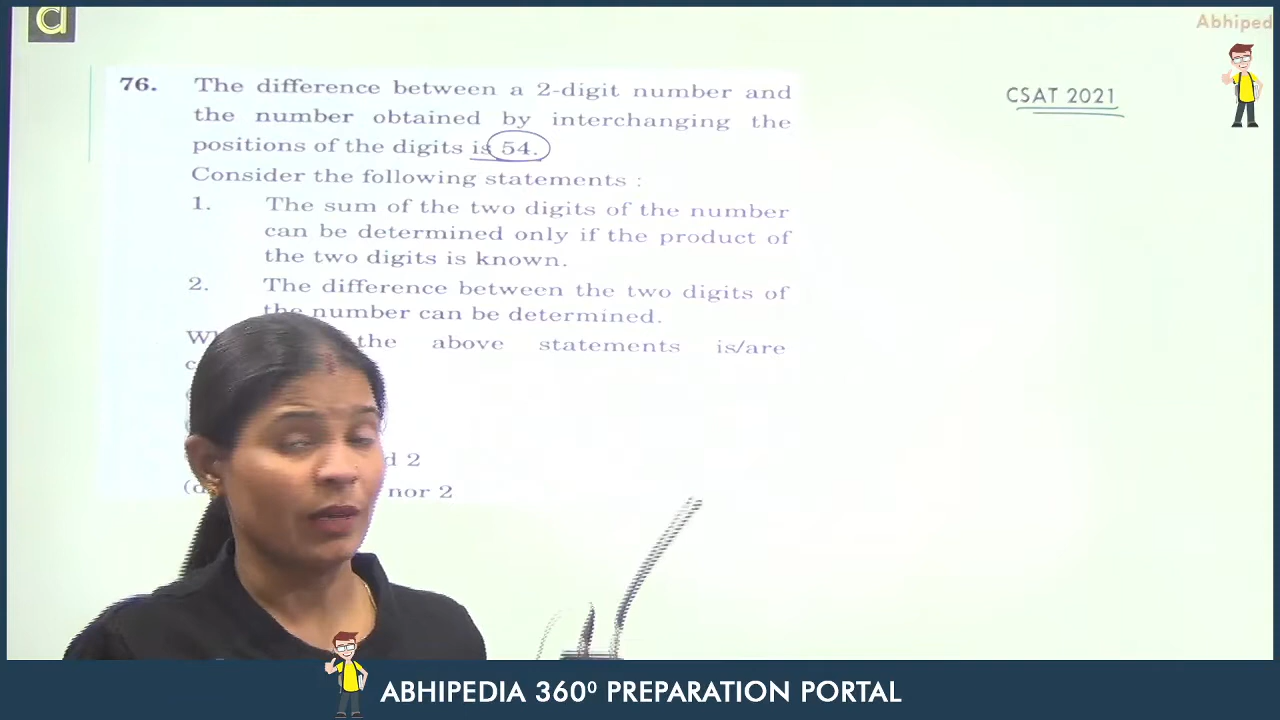 d
Abhiped
CSAT 2021
76. The difference between a 2-digit number and
the number obtained by interchanging the
positions of the digits is 54.
Consider the following statements :
1. The sum of the two digits of the number
can be determined only if the product of
the two digits is known.
2. The difference between the two digits of
the number can be determined.
the above statements is/are
2
(d nor 2
ABHIPEDIA 360⁰ PREPARATION PORTAL